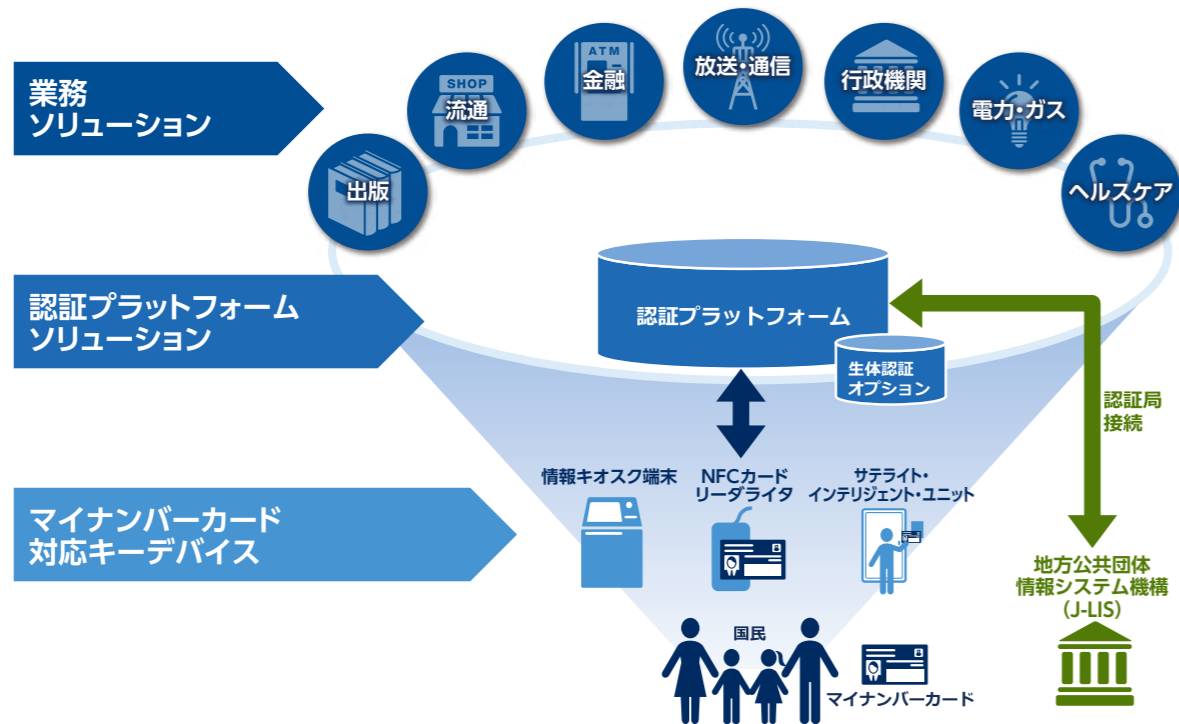 業務
ソリューション
出版
SHOP
流通
ATM
金融
放送・通信
行政機関
電力・ガス
ヘルスケア
認証プラットフォーム
ソリューション
認証プラットフォーム
生体認証
オプション
認証局
接続
マイナンバーカード
対応キーデバイス
情報キオスク端末
NFCカード
リーダライタ
サテライト・
インテリジェント・ユニット
地方公共団体
情報システム機構
(J-LIS)
国民
マイナンバーカード